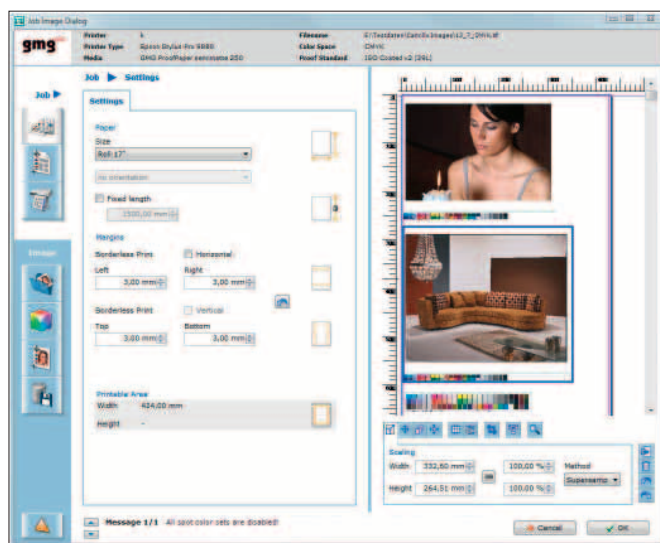 Job Image Dialog
gmg
Printer k
Printer Type Epson Stylus Pro 9880
Media GMG ProofPaper semimatte 250
Filename
Color Space CMYK
Proof Standard ISO Coated v2 (39L)
Job
Job Settings
Settings
Paper
Size
Roll 17"
no orientation
Fixed length
1500,00 mm
Margins
Borderless Print Horizontal
Left Right
3,00 mm 3,00 mm
Borderless Print Vertical
Top Bottom
3,00 mm 3,00 mm
Printable Area
Width 424,00 mm
Height -
Image
Scaling
Width 332,60 mm 100,00 % Method
Supersamp
Height 264,51 mm 100,00 %
Message 1/1 All spot color sets are disabled!
Cancel OK